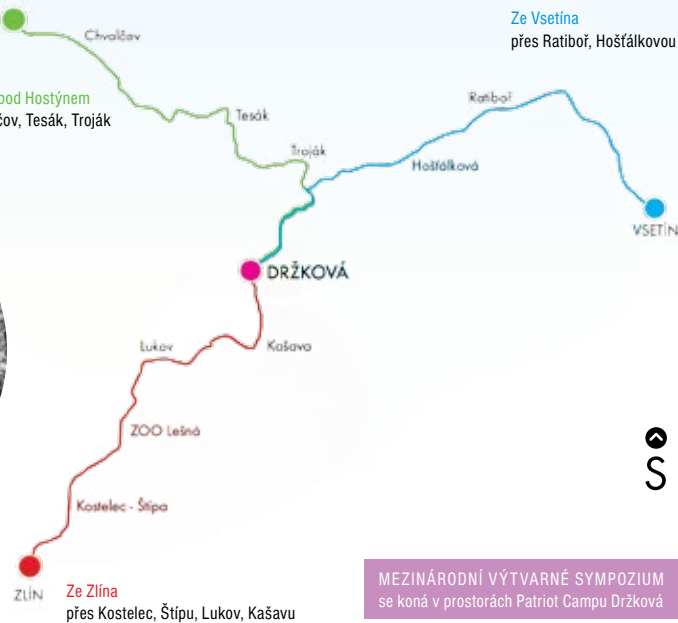 Ze Vsetína
přes Ratiboř, Hošťálkovou
Chvalčov
pod Hostýnem
čov, Tesák, Troják
Ratiboř
Tesák
Troják
Hošťálková
VSETÍN
DRŽKOVÁ
Lukov
Kašava
ZOO Lešná
S
Kostelec - Štípa
ZLÍN
Ze Zlína
přes Kostelec, Štípu, Lukov, Kašavu
MEZINÁRODNÍ VÝTVARNÉ SYMPOZIUM
se koná v prostorách Patriot Campu Držková